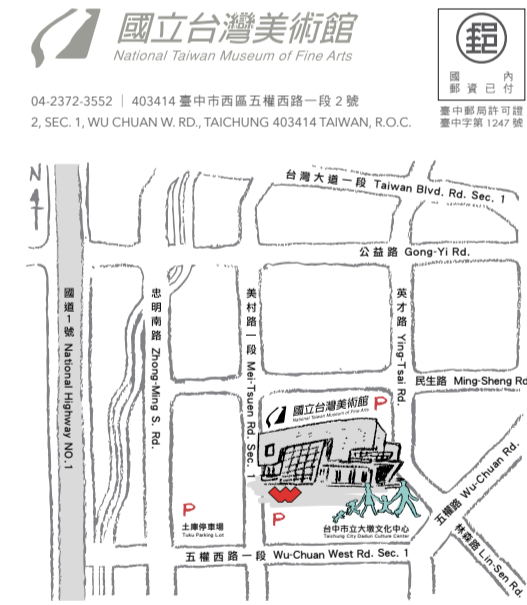 國立台灣美術館
National Taiwan Museum of Fine Arts
郵
國內
郵資已付
臺中郵局許可證
臺中字第 1247 號
04-2372-3552 | 403414 臺中市西區五權西路一段 2 號
2, SEC. 1, WU CHUAN W. RD., TAICHUNG 403414 TAIWAN, R.O.C.
N
台灣大道一段 Taiwan Blvd. Rd. Sec. 1
公益路 Gong-Yi Rd.
國道1號 National Highway NO.1
忠明南路 Zhong-Ming S. Rd.
美村路一段 Mei-Tsuen Rd. Sec. 1
英才路 Ying-Tsai Rd.
民生路 Ming-Sheng Rd
國立台灣美術館
National Taiwan Museum of Fine Arts
P
P
土庫停車場
Tuku Parking Lot
P
台中市立大墩文化中心
Taichung City Dadun Culture Center
五權路 Wu-Chuan Rd.
林森路 Lin-Sen Rd.
五權西路一段 Wu-Chuan West Rd. Sec. 1